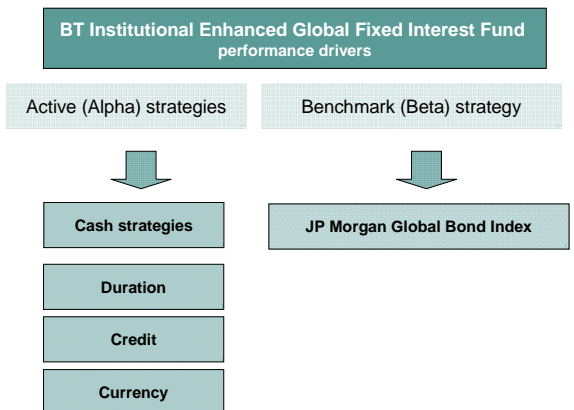 BT Institutional Enhanced Global Fixed Interest Fund
performance drivers
Active (Alpha) strategies
Benchmark (Beta) strategy
Cash strategies
JP Morgan Global Bond Index
Duration
Credit
Currency